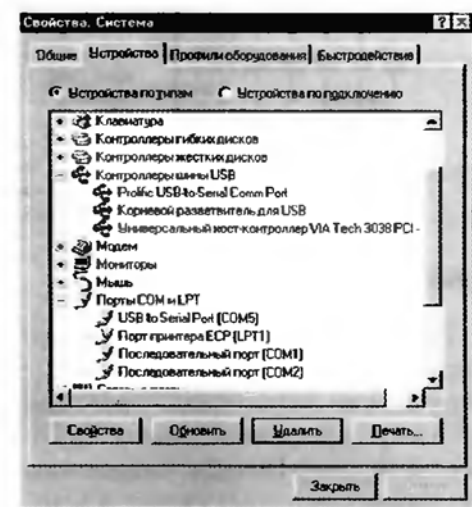 Свойства. Система
Общие Устройства Профили оборудования Быстродействие
Устройства по типам Устройства по подключению
Клавиатура
Контроллеры гибких дисков
Контроллеры жестких дисков
Контроллеры шины USB
Prolific USB-to-Serial Comm Port
Корневой разветвитель для USB
Универсальный хост-контроллер VIA Tech 3038 PCI -
Модем
Мониторы
Мышь
Порты COM и LPT
USB to Serial Port (COM5)
Порт принтера ECP (LPT1)
Последовательный порт (COM1)
Последовательный порт (COM2)
Свойства Обновить Удалить Печать...
Закрыть